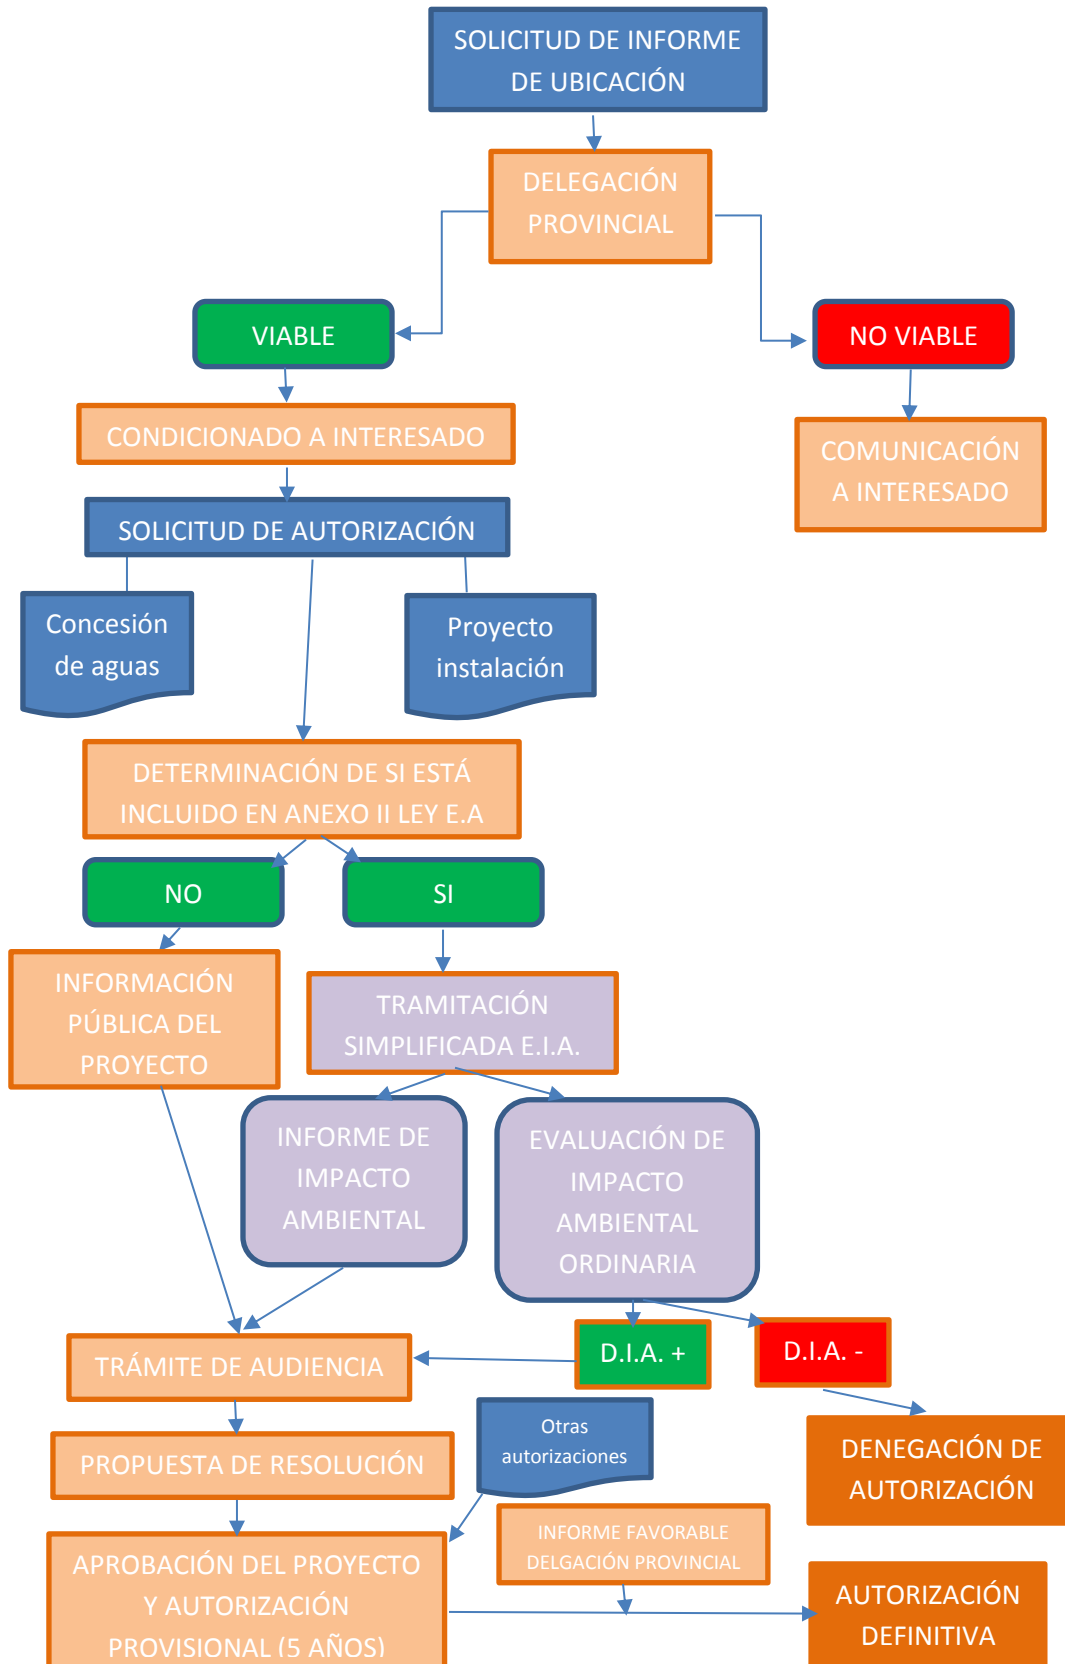 SOLICITUD DE INFORME
DE UBICACIÓN
DELEGACIÓN
PROVINCIAL
VIABLE
NO VIABLE
CONDICIONADO A INTERESADO
COMUNICACIÓN
A INTERESADO
SOLICITUD DE AUTORIZACIÓN
Concesión
de aguas
Proyecto
instalación
DETERMINACIÓN DE SI ESTÁ
INCLUIDO EN ANEXO II LEY E.A
NO
SI
INFORMACIÓN
PÚBLICA DEL
PROYECTO
TRAMITACIÓN
SIMPLIFICADA E.I.A.
INFORME DE
IMPACTO
AMBIENTAL
EVALUACIÓN DE
IMPACTO
AMBIENTAL
ORDINARIA
TRÁMITE DE AUDIENCIA
D.I.A. +
D.I.A. -
PROPUESTA DE RESOLUCIÓN
Otras
autorizaciones
DENEGACIÓN DE
AUTORIZACIÓN
INFORME FAVORABLE
DELGACIÓN PROVINCIAL
APROBACIÓN DEL PROYECTO
Y AUTORIZACIÓN
PROVISIONAL (5 AÑOS)
AUTORIZACIÓN
DEFINITIVA